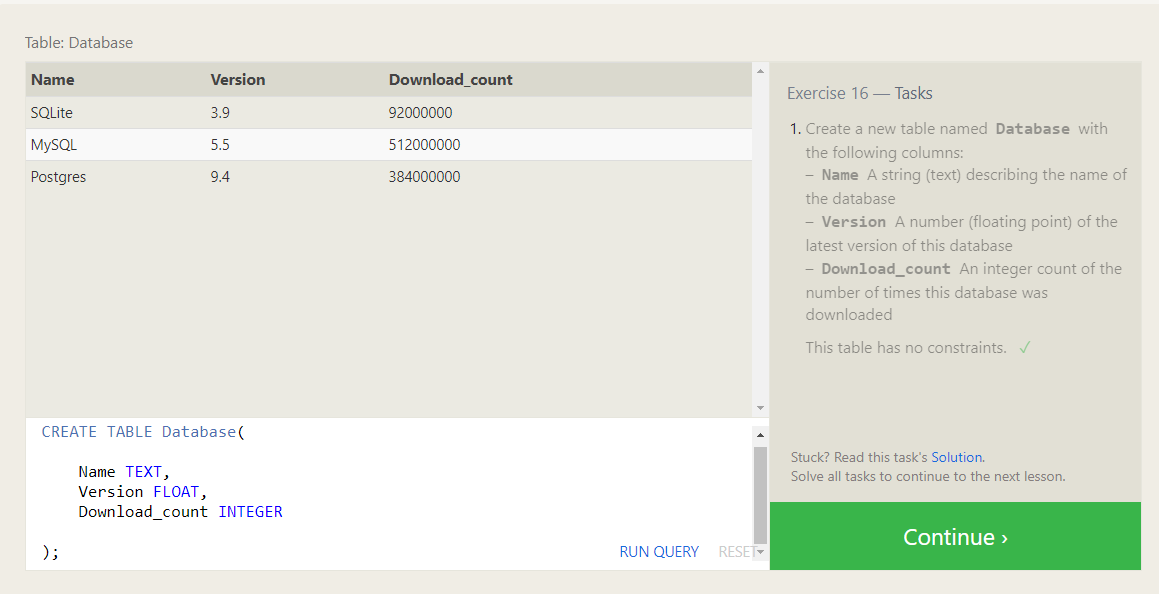 Table: Database
Name Version Download_count
SQLite 3.9 92000000
MySQL 5.5 512000000
Postgres 9.4 384000000
CREATE TABLE Database(
Name TEXT,
Version FLOAT,
Download_count INTEGER
);
RUN QUERY RESET
Exercise 16 — Tasks
1. Create a new table named Database with
the following columns:
– Name A string (text) describing the name of
the database
– Version A number (floating point) of the
latest version of this database
– Download_count An integer count of the
number of times this database was
downloaded
This table has no constraints. ✓
Stuck? Read this task's Solution.
Solve all tasks to continue to the next lesson.
Continue ›